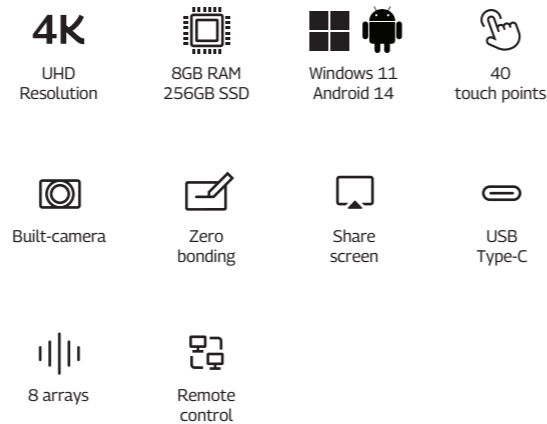 4K
UHD
Resolution
8GB RAM
256GB SSD
Windows 11
Android 14
40
touch points
Built-camera
Zero
bonding
Share
screen
USB
Type-C
8 arrays
Remote
control